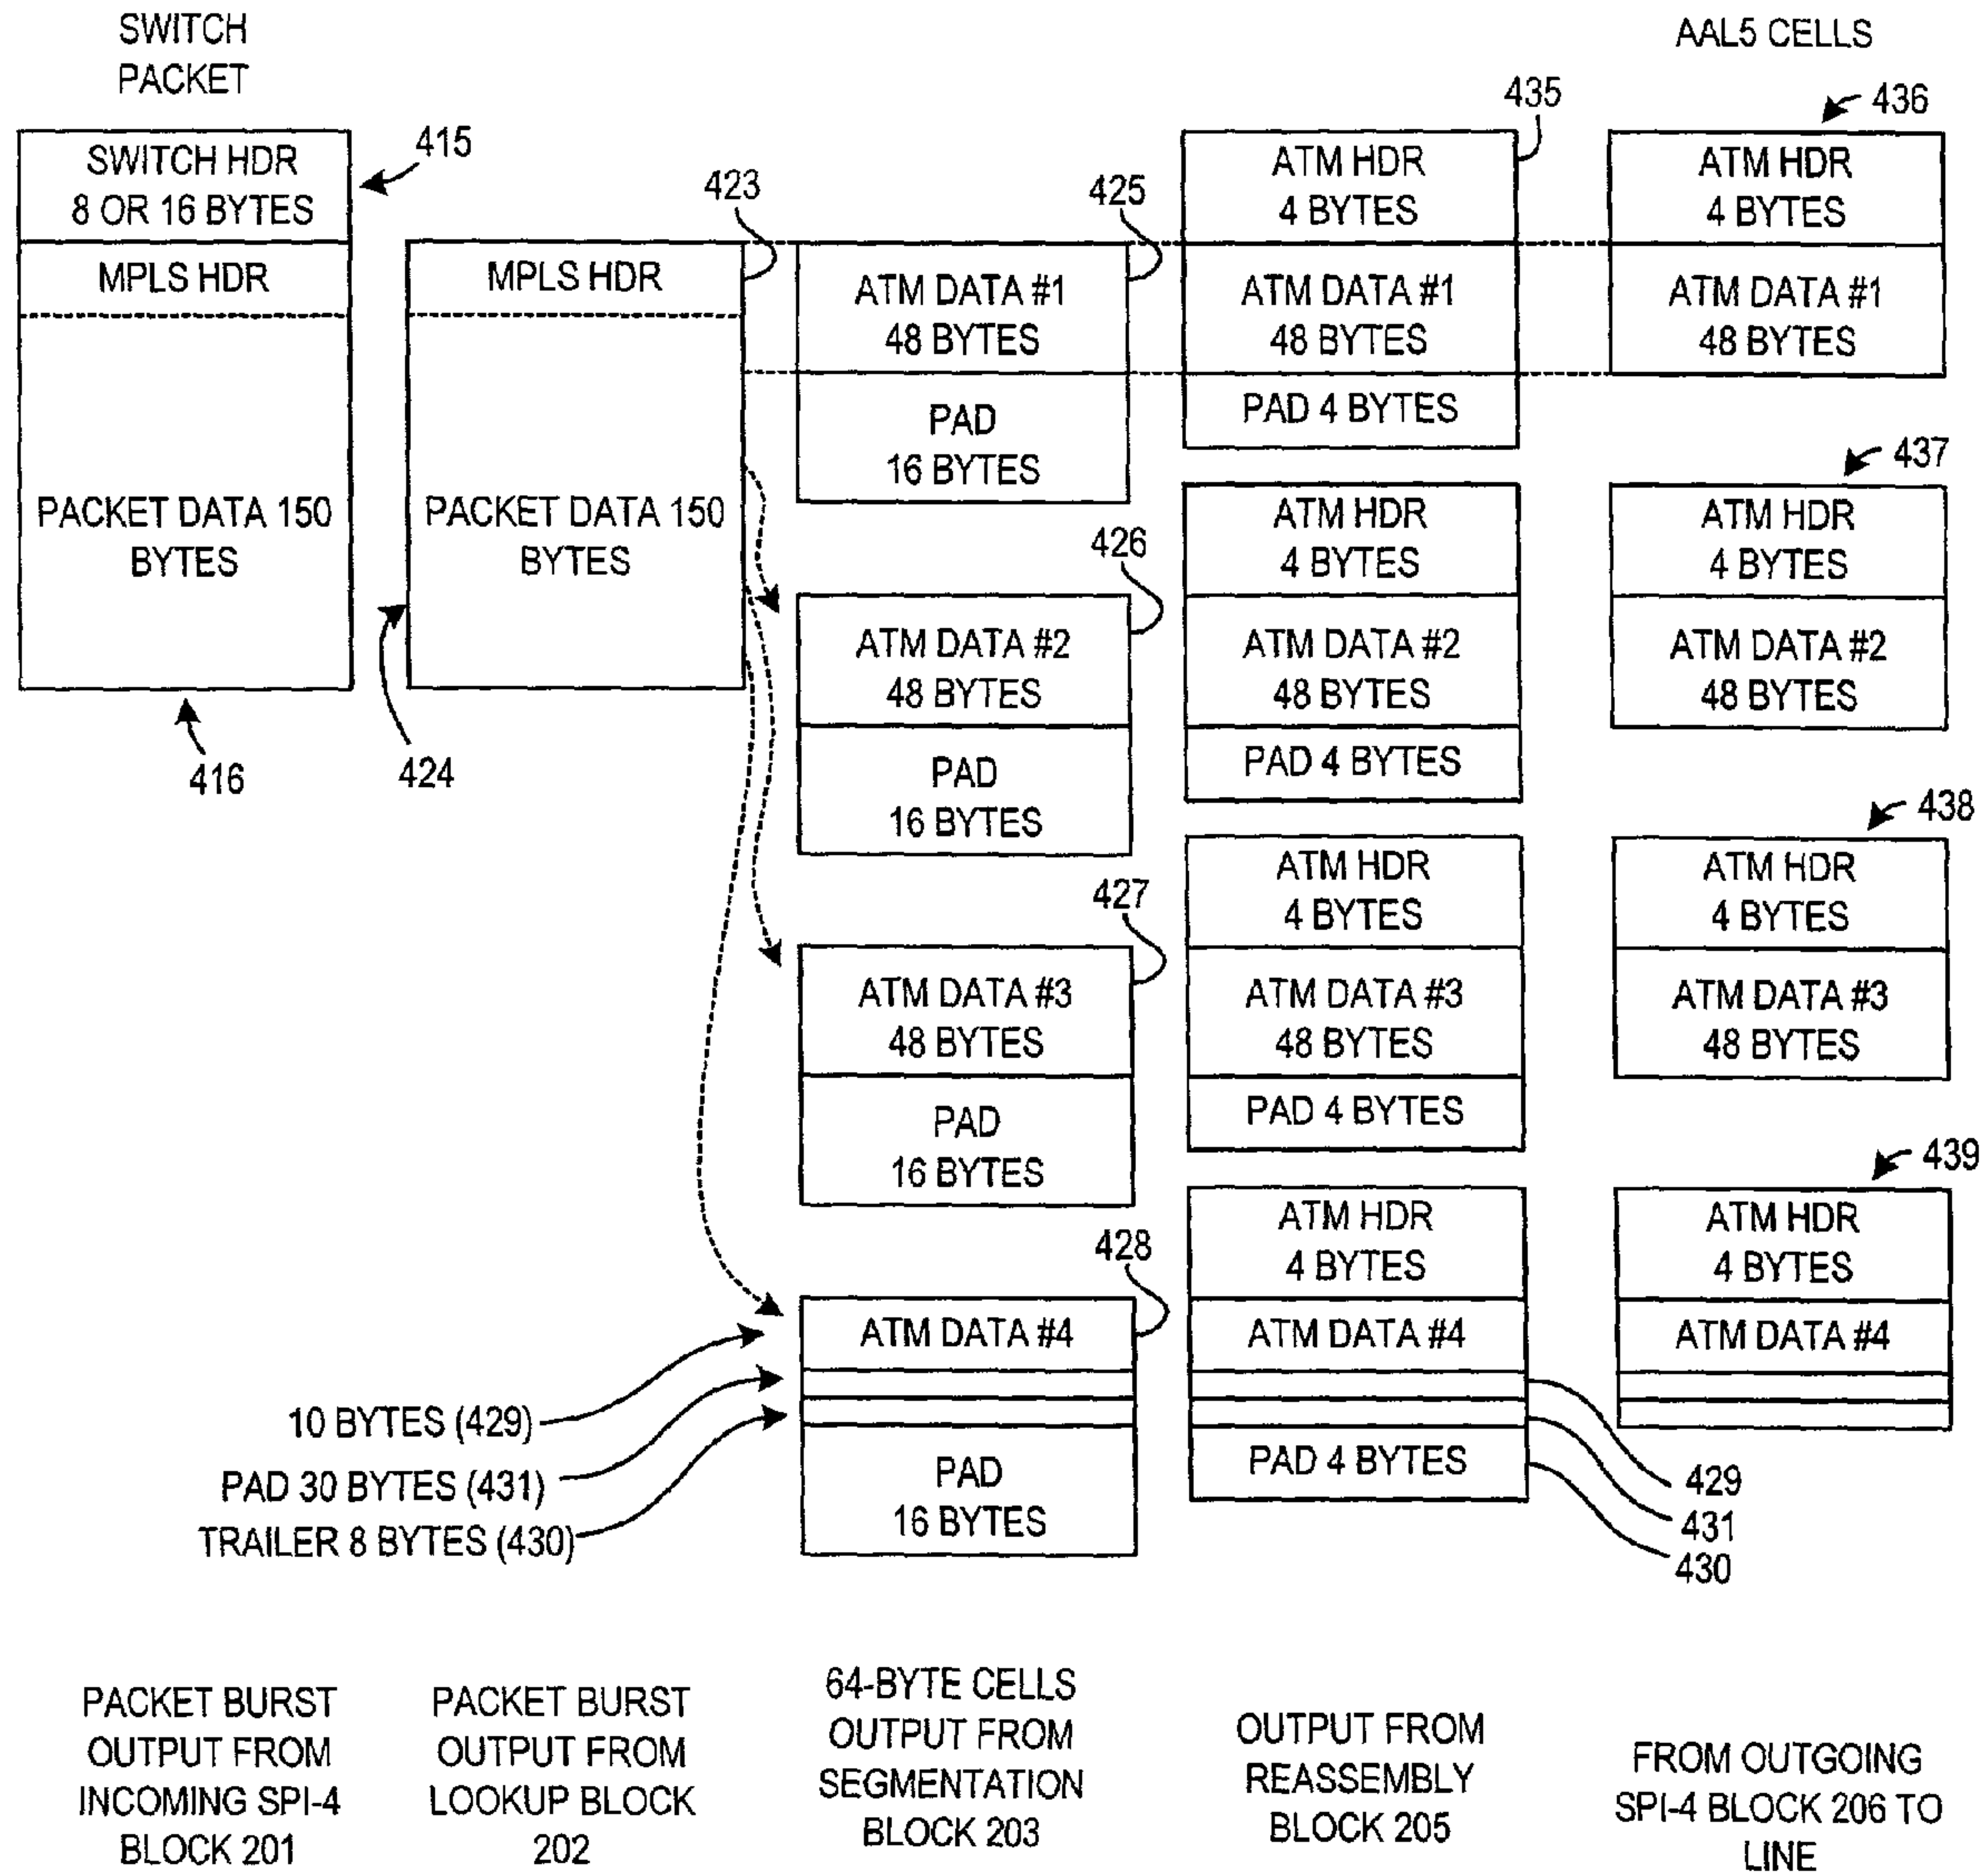 SWITCH
PACKET
SWITCH HDR
8 OR 16 BYTES
415
MPLS HDR
PACKET DATA 150
BYTES
416
423
MPLS HDR
PACKET DATA 150
BYTES
424
425
ATM DATA #1
48 BYTES
PAD
16 BYTES
426
ATM DATA #2
48 BYTES
PAD
16 BYTES
427
ATM DATA #3
48 BYTES
PAD
16 BYTES
428
ATM DATA #4
PAD
16 BYTES
10 BYTES (429)
PAD 30 BYTES (431)
TRAILER 8 BYTES (430)
435
ATM HDR
4 BYTES
ATM DATA #1
48 BYTES
PAD 4 BYTES
ATM HDR
4 BYTES
ATM DATA #2
48 BYTES
PAD 4 BYTES
ATM HDR
4 BYTES
ATM DATA #3
48 BYTES
PAD 4 BYTES
ATM HDR
4 BYTES
ATM DATA #4
PAD 4 BYTES
429
431
430
AAL5 CELLS
436
ATM HDR
4 BYTES
ATM DATA #1
48 BYTES
437
ATM HDR
4 BYTES
ATM DATA #2
48 BYTES
438
ATM HDR
4 BYTES
ATM DATA #3
48 BYTES
439
ATM HDR
4 BYTES
ATM DATA #4
PACKET BURST
OUTPUT FROM
INCOMING SPI-4
BLOCK 201
PACKET BURST
OUTPUT FROM
LOOKUP BLOCK
202
64-BYTE CELLS
OUTPUT FROM
SEGMENTATION
BLOCK 203
OUTPUT FROM
REASSEMBLY
BLOCK 205
FROM OUTGOING
SPI-4 BLOCK 206 TO
LINE